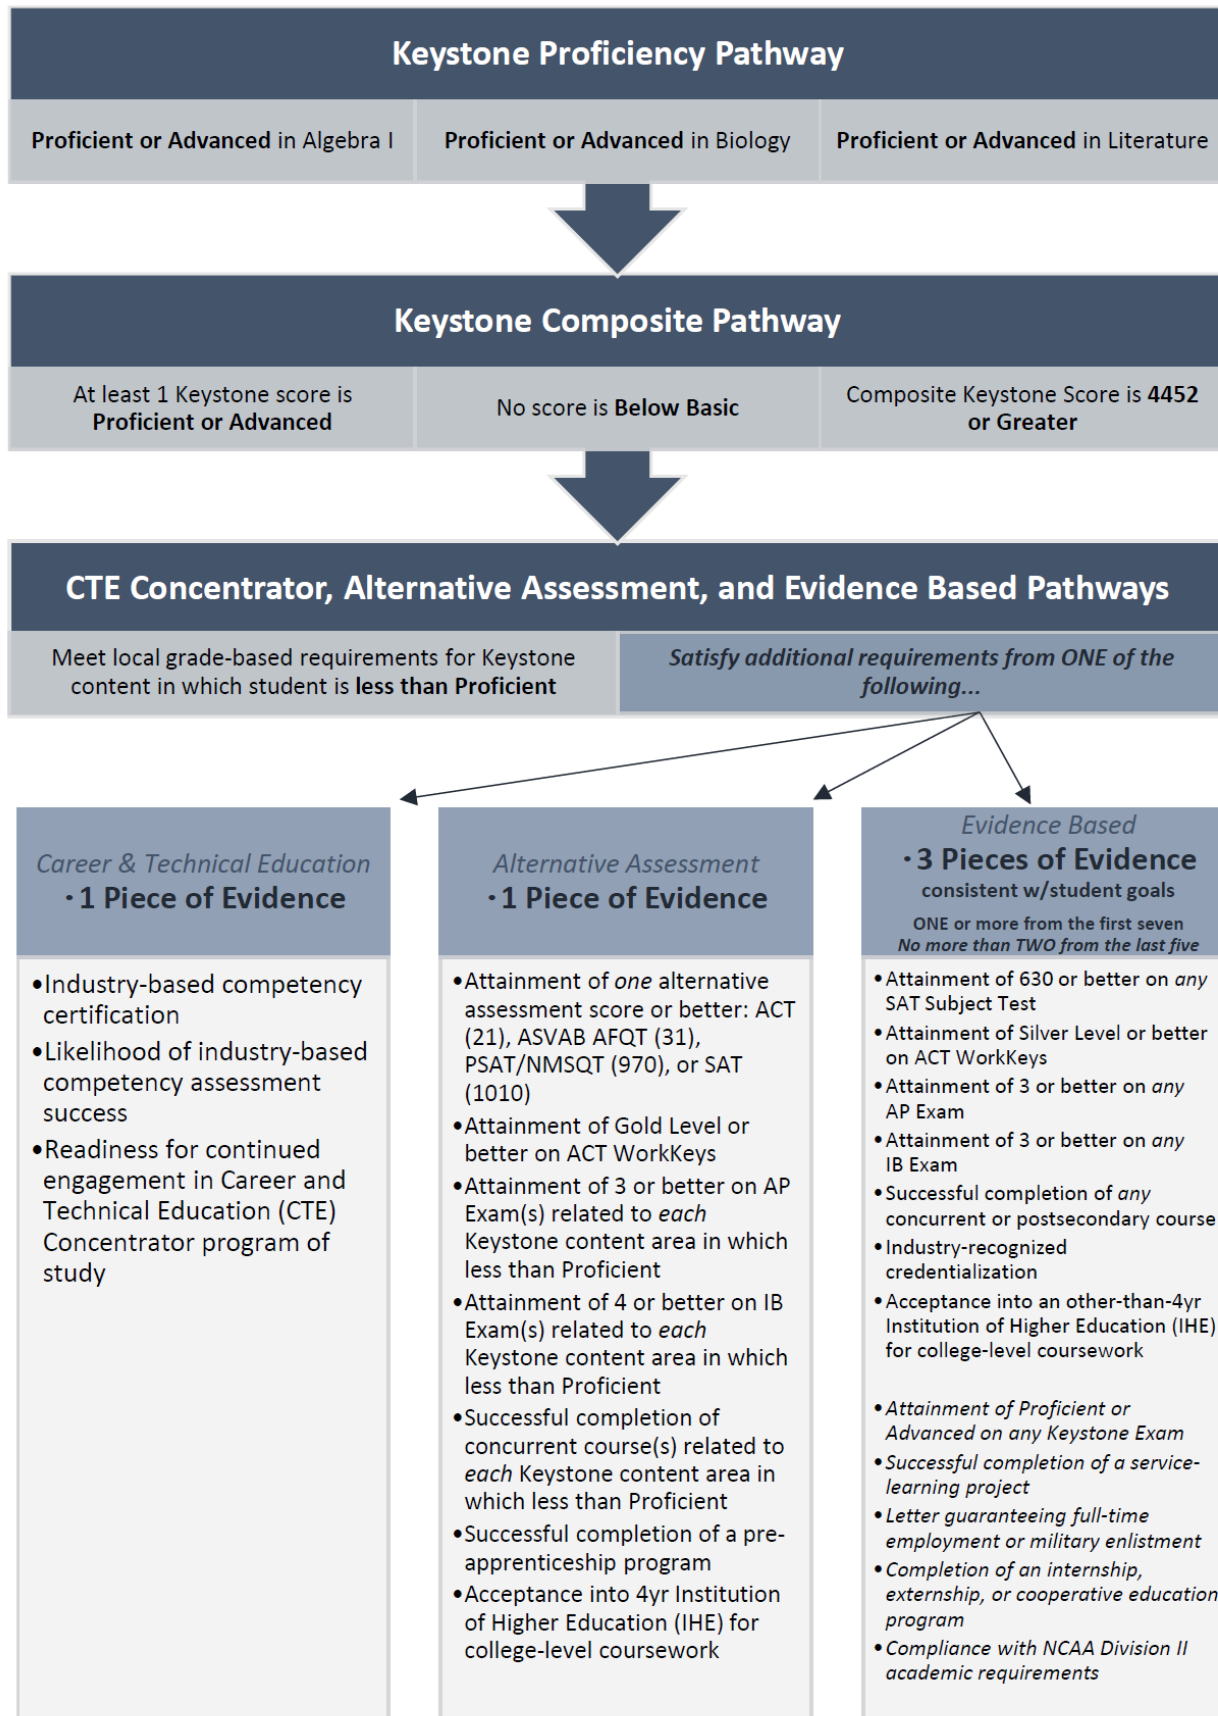 Keystone Proficiency Pathway
Proficient or Advanced in Algebra I
Proficient or Advanced in Biology
Proficient or Advanced in Literature
Keystone Composite Pathway
At least 1 Keystone score is
Proficient or Advanced
No score is Below Basic
Composite Keystone Score is 4452
or Greater
CTE Concentrator, Alternative Assessment, and Evidence Based Pathways
Meet local grade-based requirements for Keystone
content in which student is less than Proficient
Satisfy additional requirements from ONE of the
following...
Career & Technical Education
· 1 Piece of Evidence
•Industry-based competency
certification
•Likelihood of industry-based
competency assessment
success
•Readiness for continued
engagement in Career and
Technical Education (CTE)
Concentrator program of
study
Alternative Assessment
· 1 Piece of Evidence
•Attainment of one alternative
assessment score or better: ACT
(21), ASVAB AFQT (31),
PSAT/NMSQT (970), or SAT
(1010)
•Attainment of Gold Level or
better on ACT WorkKeys
•Attainment of 3 or better on AP
Exam(s) related to each
Keystone content area in which
less than Proficient
•Attainment of 4 or better on IB
Exam(s) related to each
Keystone content area in which
less than Proficient
•Successful completion of
concurrent course(s) related to
each Keystone content area in
which less than Proficient
•Successful completion of a pre-
apprenticeship program
•Acceptance into 4yr Institution
of Higher Education (IHE) for
college-level coursework
Evidence Based
· 3 Pieces of Evidence
consistent w/student goals
ONE or more from the first seven
No more than TWO from the last five
•Attainment of 630 or better on any
SAT Subject Test
•Attainment of Silver Level or better
on ACT WorkKeys
•Attainment of 3 or better on any
AP Exam
•Attainment of 3 or better on any
IB Exam
•Successful completion of any
concurrent or postsecondary course
•Industry-recognized
credentialization
•Acceptance into an other-than-4yr
Institution of Higher Education (IHE)
for college-level coursework
•Attainment of Proficient or
Advanced on any Keystone Exam
•Successful completion of a service-
learning project
•Letter guaranteeing full-time
employment or military enlistment
•Completion of an internship,
externship, or cooperative education
program
•Compliance with NCAA Division II
academic requirements